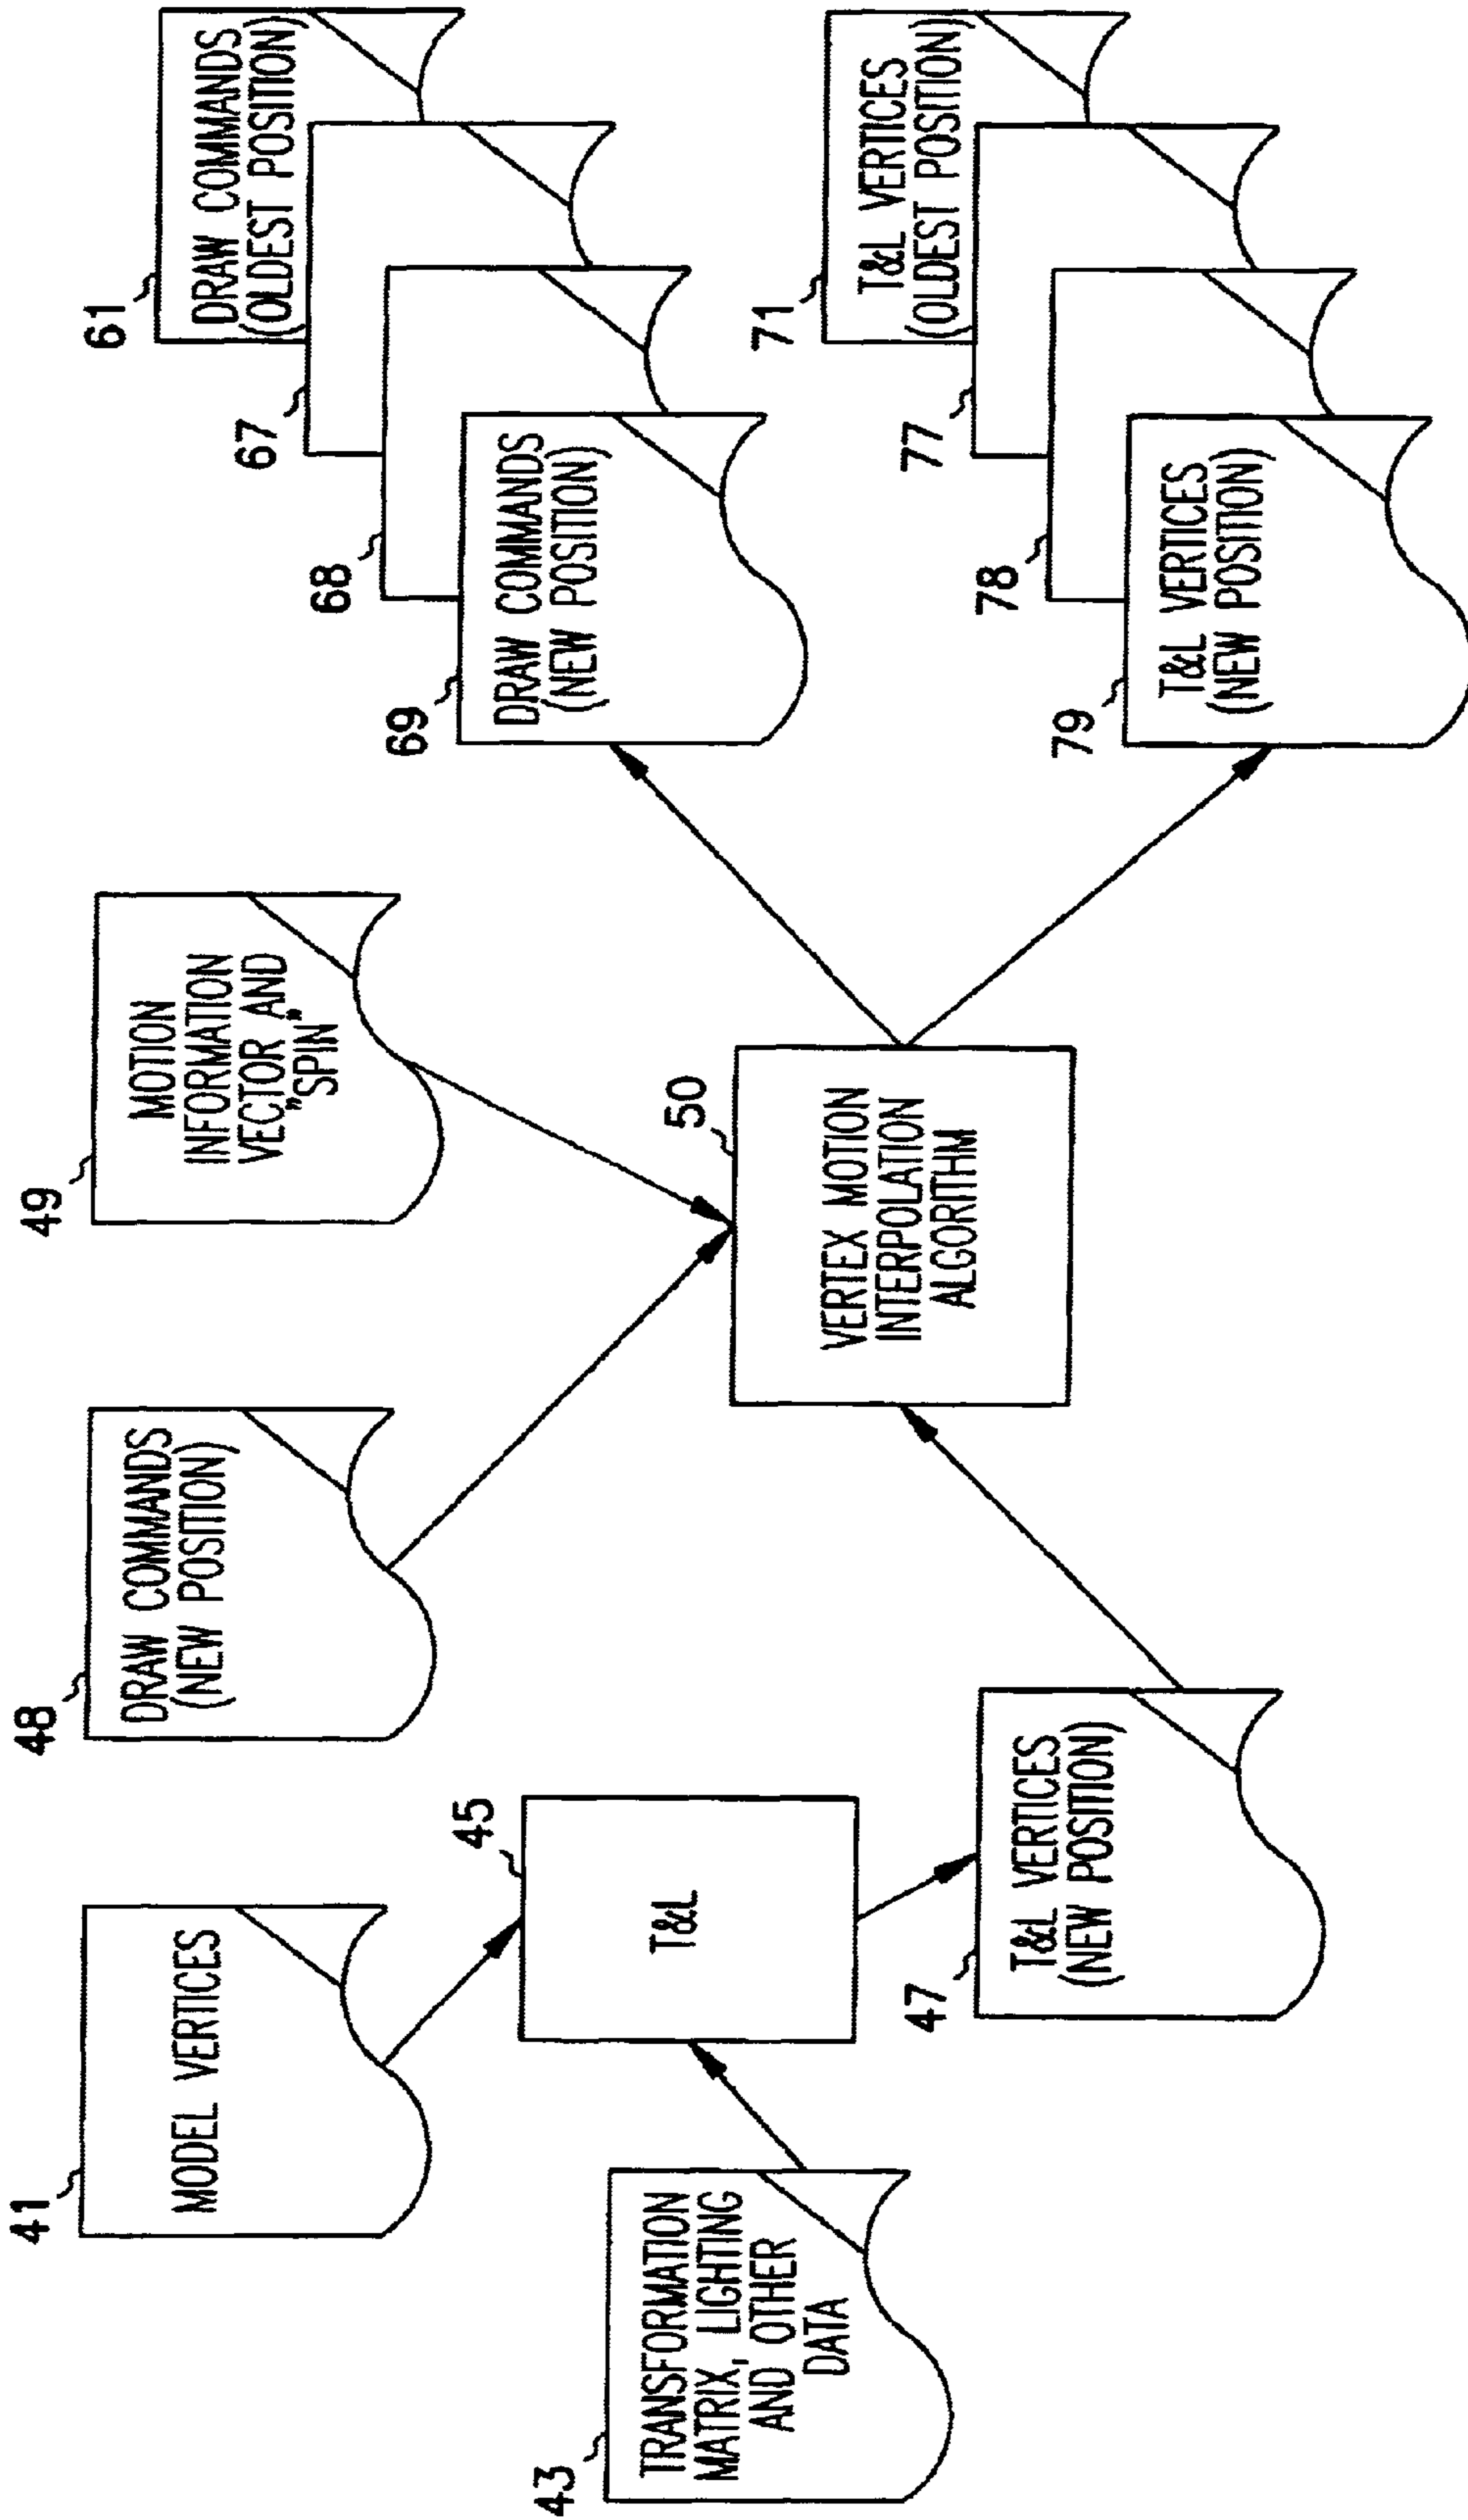 41
MODEL VERTICES
43
TRANSFORMATION
MATRIX, LIGHTING
AND OTHER
DATA
45
T&L
47
T&L VERTICES
(NEW POSITION)
48
DRAW COMMANDS
(NEW POSITION)
49
MOTION
INFORMATION
VECTOR AND
"SPIN"
50
VERTEX MOTION
INTERPOLATION
ALGORITHM
61
DRAW COMMANDS
(OLDEST POSITION)
67
68
69
DRAW COMMANDS
(NEW POSITION)
71
T&L VERTICES
(OLDEST POSITION)
77
78
79
T&L VERTICES
(NEW POSITION)